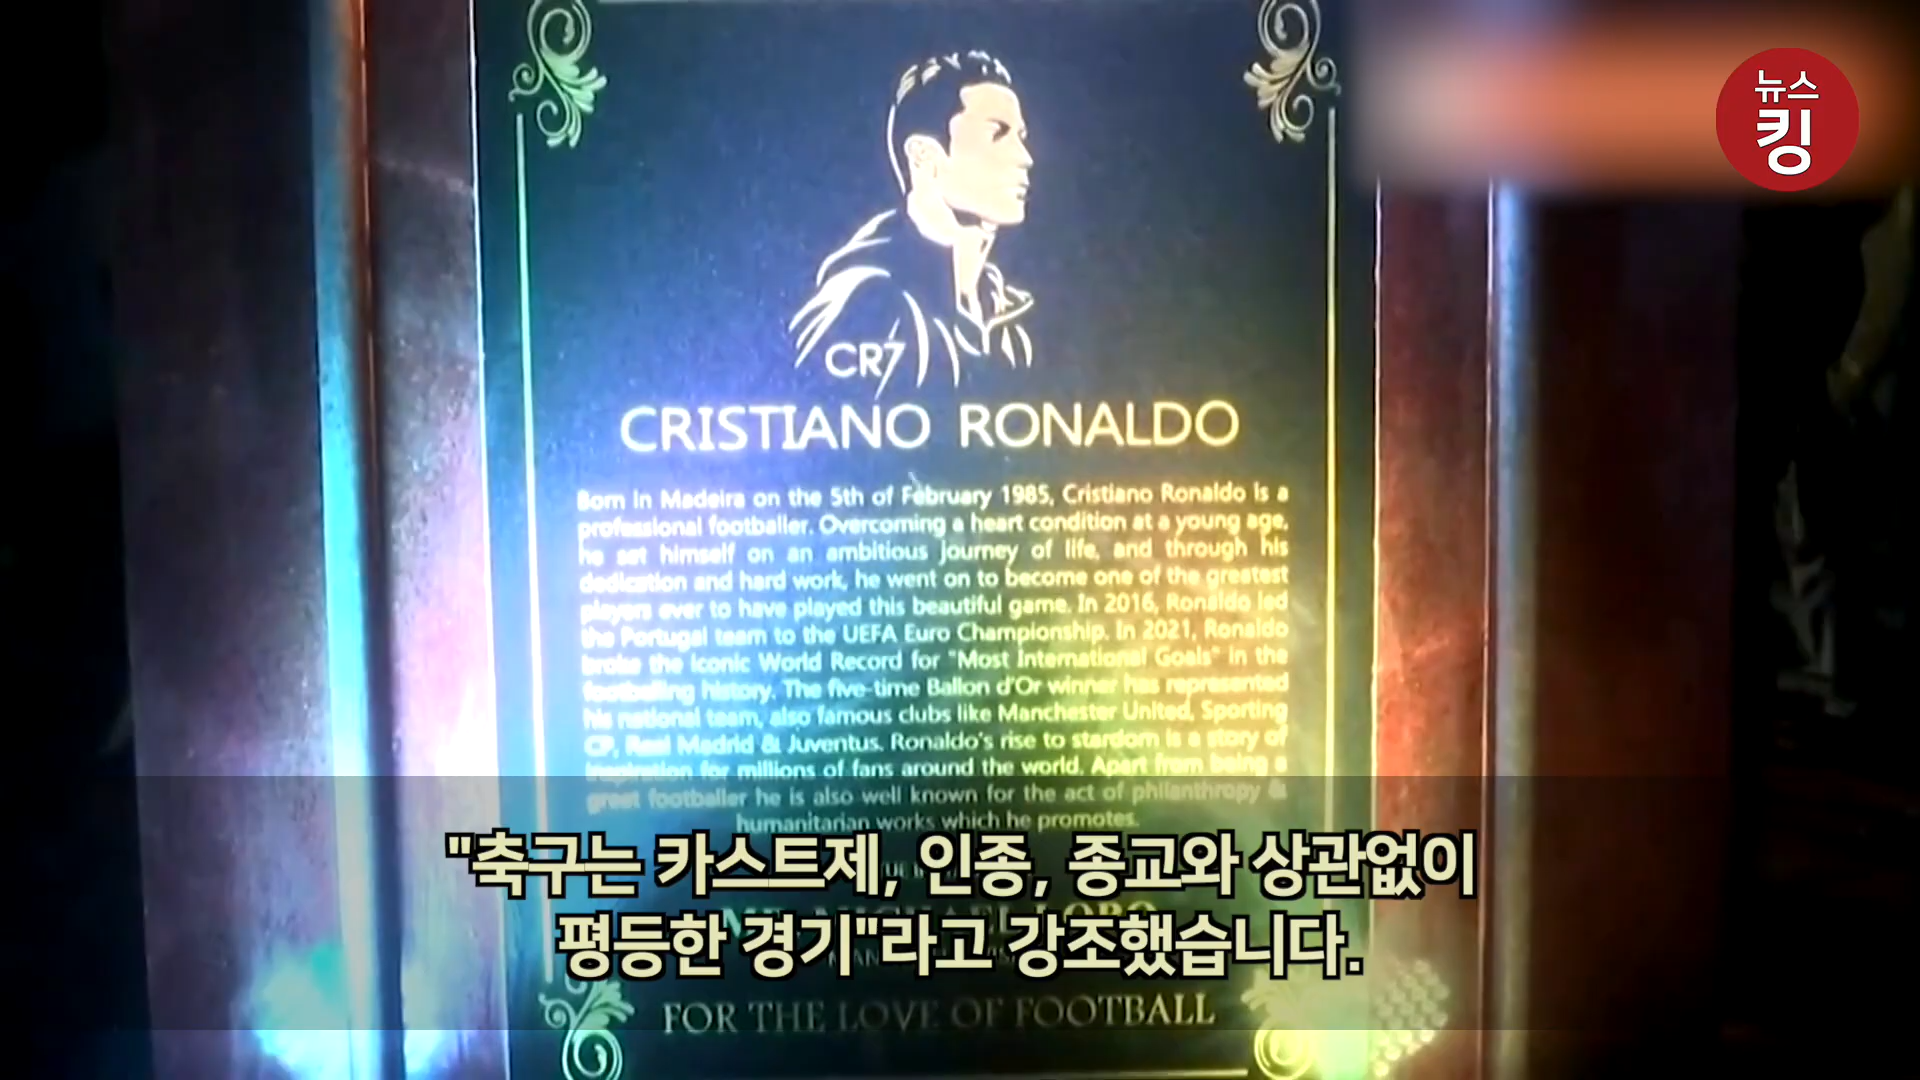 뉴스
킹
CR7
CRISTIANO RONALDO
Born in Madeira on the 5th of February 1985, Cristiano Ronaldo is a
professional footballer. Overcoming a heart condition at a young age,
he set himself on an ambitious journey of life, and through his
dedication and hard work, he went on to become one of the greatest
players ever to have played this beautiful game. In 2016, Ronaldo led
the Portugal team to the UEFA Euro Championship. In 2021, Ronaldo
broke the iconic World Record for "Most International Goals" in the
footballing history. The five-time Ballon d'Or winner has represented
his national team, also famous clubs like Manchester United, Sporting
CP, Real Madrid & Juventus. Ronaldo's rise to stardom is a story of
inspiration for millions of fans around the world. Apart from being a
great footballer he is also well known for the act of philanthropy &
humanitarian works which he promotes.
"축구는 카스트제, 인종, 종교와 상관없이
평등한 경기"라고 강조했습니다.
FOR THE LOVE OF FOOTBALL